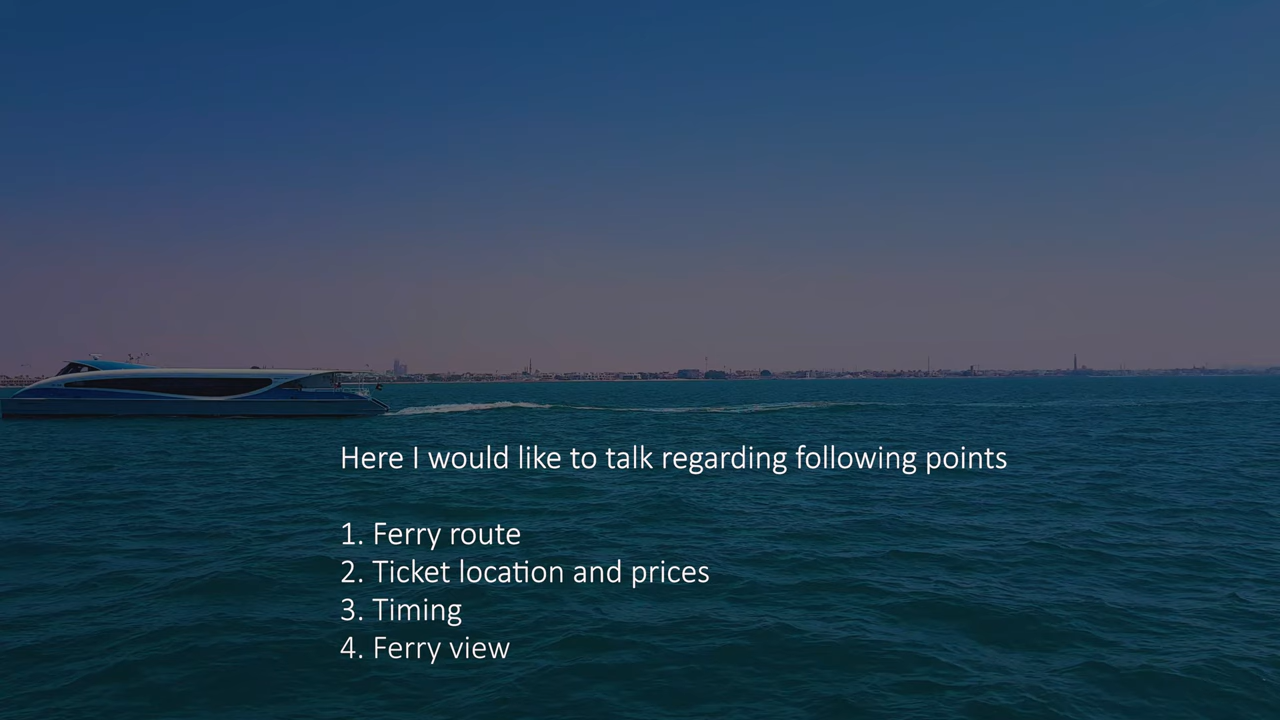 Here I would like to talk regarding following points
1. Ferry route
2. Ticket location and prices
3. Timing
4. Ferry view